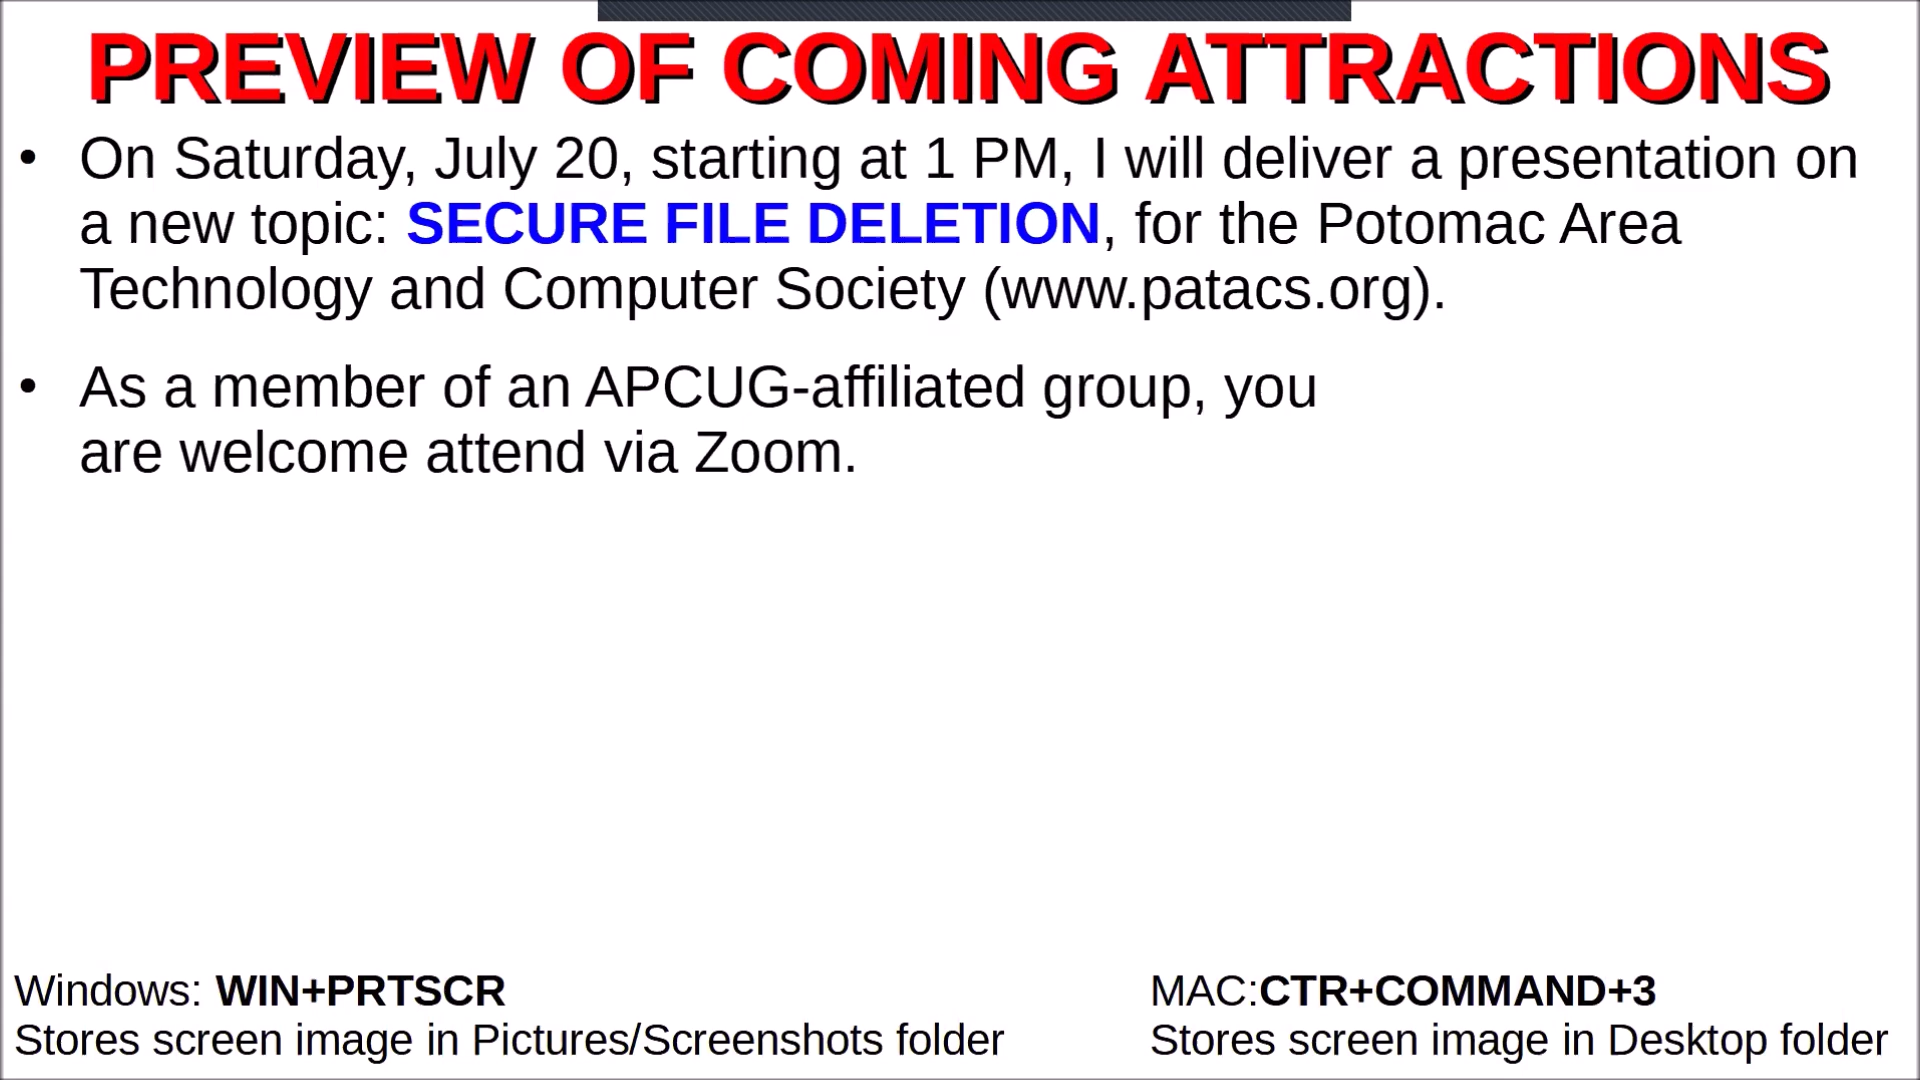 PREVIEW OF COMING ATTRACTIONS
• On Saturday, July 20, starting at 1 PM, I will deliver a presentation on
a new topic: SECURE FILE DELETION, for the Potomac Area
Technology and Computer Society (www.patacs.org).
• As a member of an APCUG-affiliated group, you
are welcome attend via Zoom.
Windows: WIN+PRTSCR
Stores screen image in Pictures/Screenshots folder
MAC:CTR+COMMAND+3
Stores screen image in Desktop folder